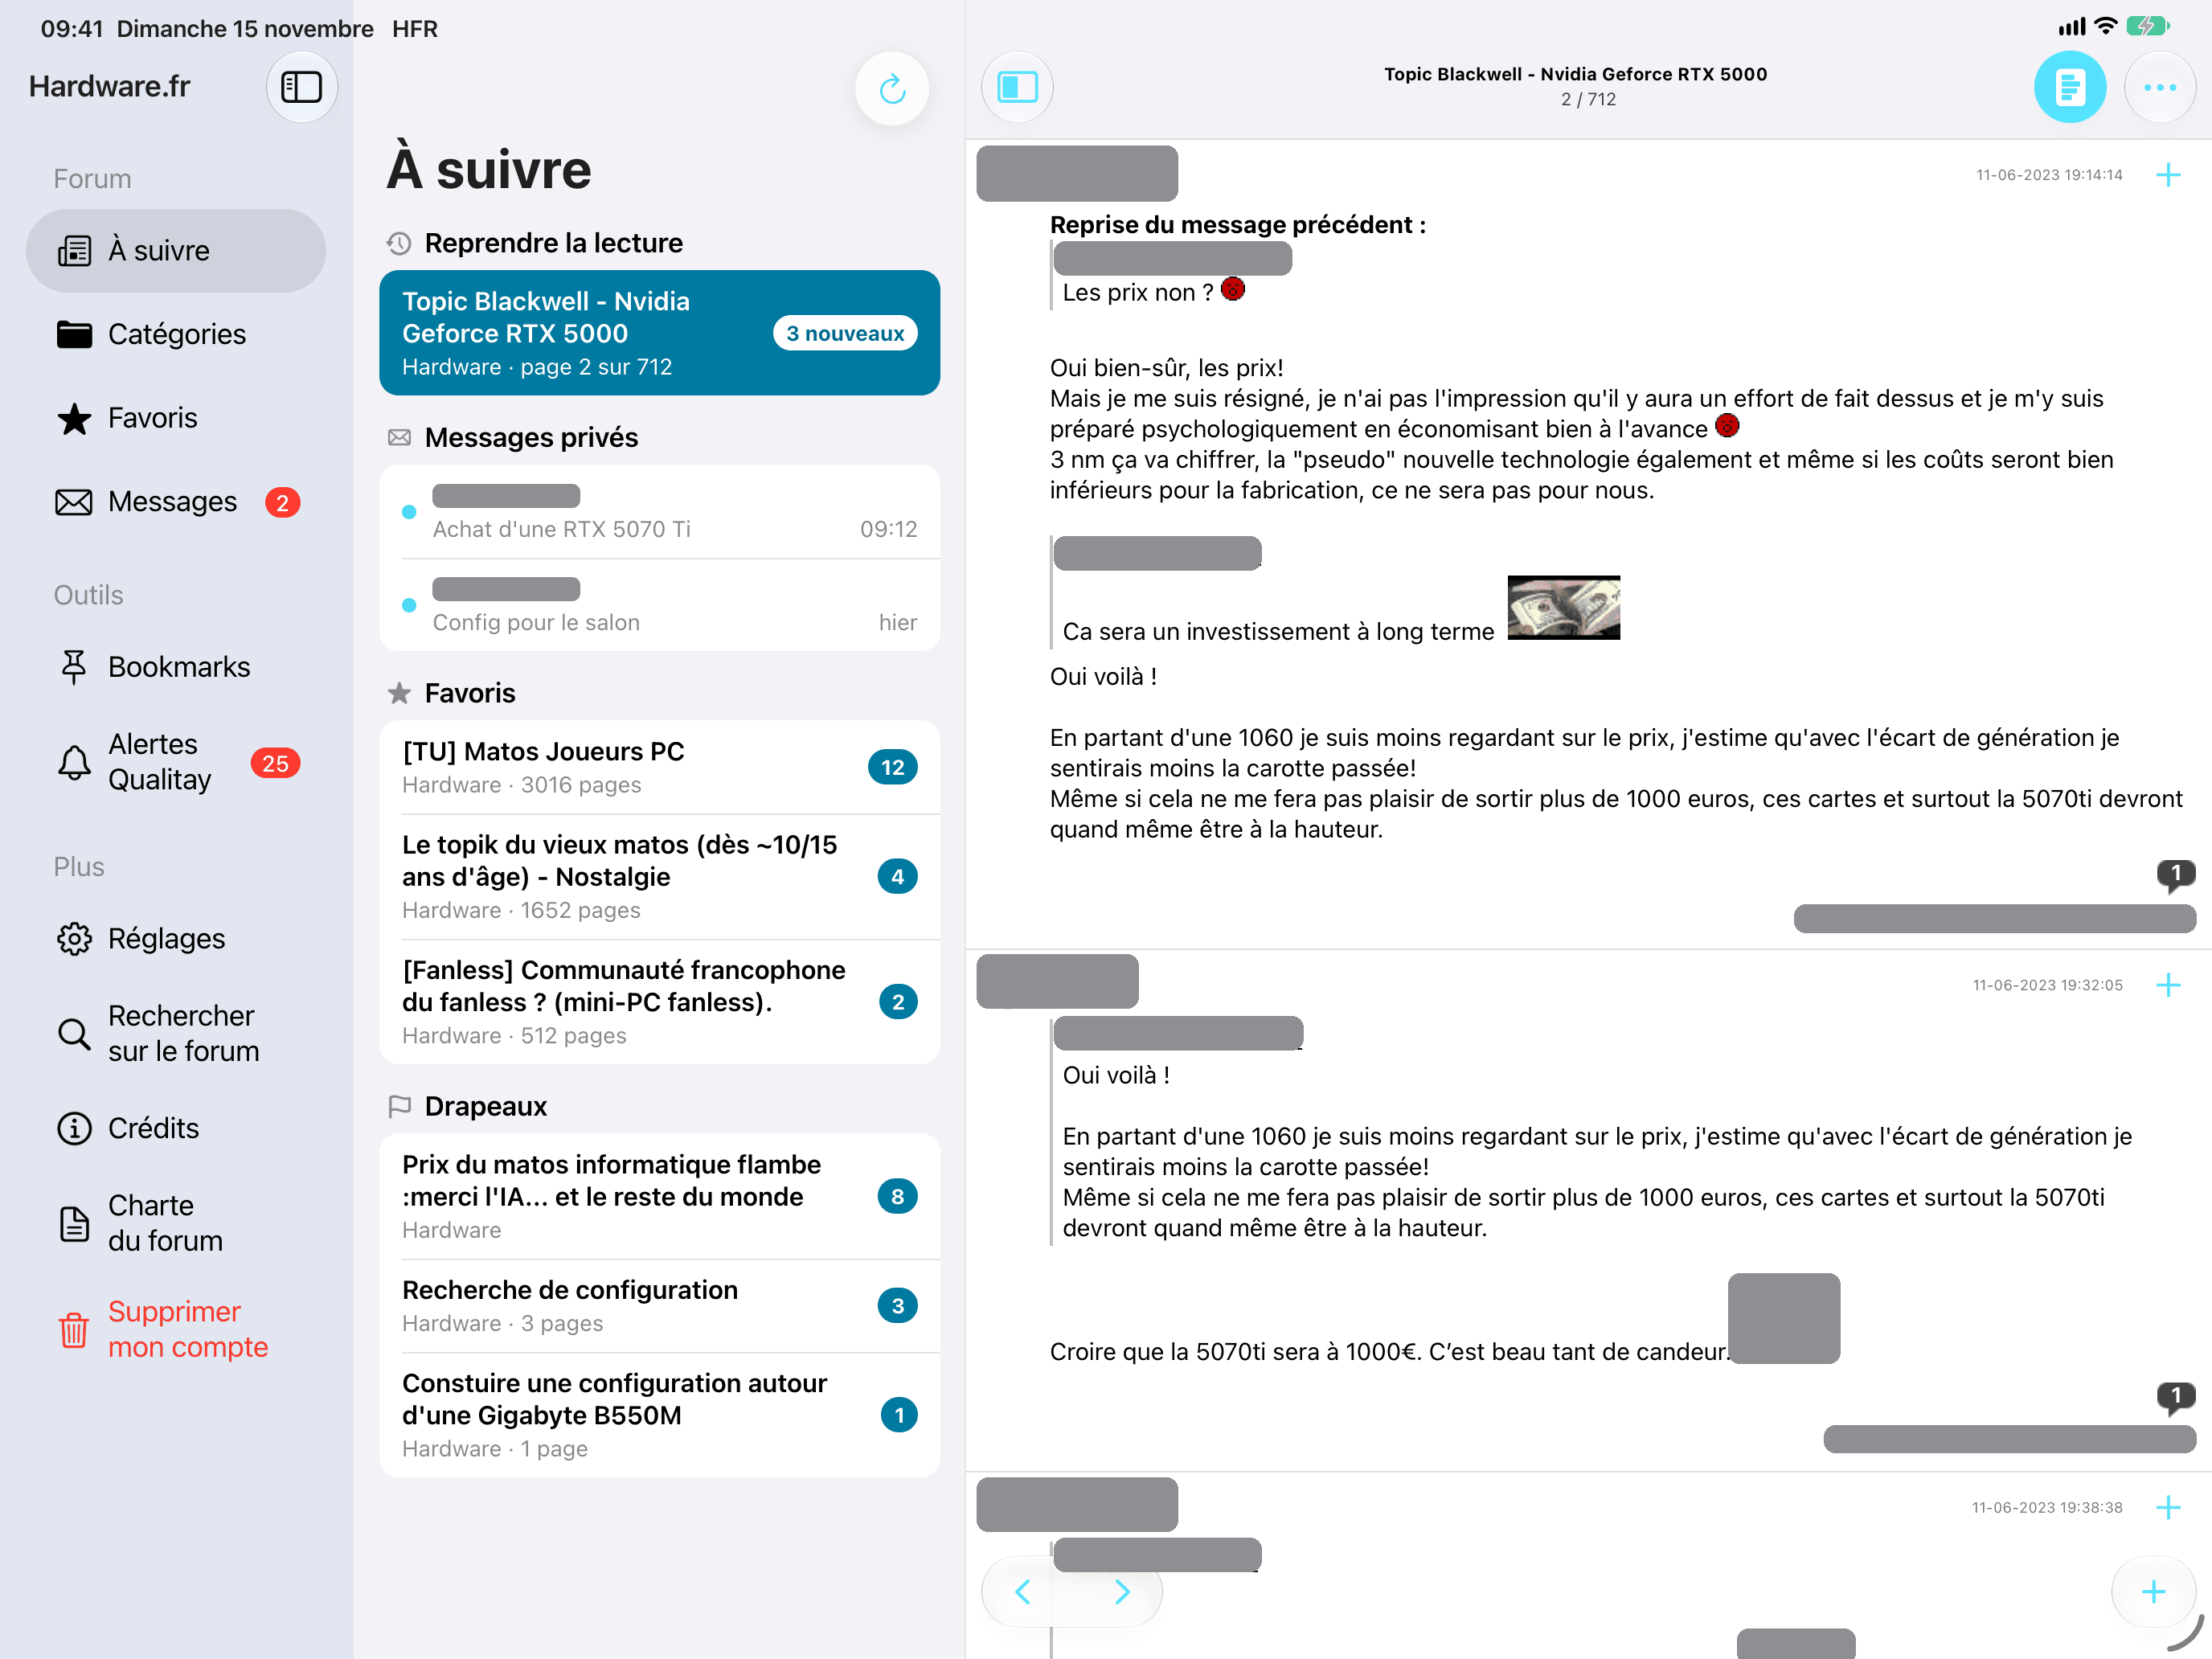 09:41 Dimanche 15 novembre HFR
Hardware.fr
Forum
À suivre
Catégories
Favoris
Messages 2
Outils
Bookmarks
Alertes
Qualitay 25
Plus
Réglages
Rechercher
sur le forum
Crédits
Charte
du forum
Supprimer
mon compte
À suivre
Reprendre la lecture
Topic Blackwell - Nvidia
Geforce RTX 5000
3 nouveaux
Hardware · page 2 sur 712
Messages privés
Achat d'une RTX 5070 Ti 09:12
Config pour le salon hier
Favoris
[TU] Matos Joueurs PC
Hardware · 3016 pages
12
Le topik du vieux matos (dès ~10/15
ans d'âge) - Nostalgie
Hardware · 1652 pages
4
[Fanless] Communauté francophone
du fanless ? (mini-PC fanless).
Hardware · 512 pages
2
Drapeaux
Prix du matos informatique flambe
:merci l'IA... et le reste du monde
Hardware
8
Recherche de configuration
Hardware · 3 pages
3
Constuire une configuration autour
d'une Gigabyte B550M
Hardware · 1 page
1
Topic Blackwell - Nvidia Geforce RTX 5000
2 / 712
11-06-2023 19:14:14
Reprise du message précédent :
Les prix non ?
Oui bien-sûr, les prix!
Mais je me suis résigné, je n'ai pas l'impression qu'il y aura un effort de fait dessus et je m'y suis
préparé psychologiquement en économisant bien à l'avance
3 nm ça va chiffrer, la "pseudo" nouvelle technologie également et même si les coûts seront bien
inférieurs pour la fabrication, ce ne sera pas pour nous.
Ca sera un investissement à long terme
Oui voilà !
En partant d'une 1060 je suis moins regardant sur le prix, j'estime qu'avec l'écart de génération je
sentirais moins la carotte passée!
Même si cela ne me fera pas plaisir de sortir plus de 1000 euros, ces cartes et surtout la 5070ti devront
quand même être à la hauteur.
1
11-06-2023 19:32:05
Oui voilà !
En partant d'une 1060 je suis moins regardant sur le prix, j'estime qu'avec l'écart de génération je
sentirais moins la carotte passée!
Même si cela ne me fera pas plaisir de sortir plus de 1000 euros, ces cartes et surtout la 5070ti
devront quand même être à la hauteur.
Croire que la 5070ti sera à 1000€. C’est beau tant de candeur.
1
11-06-2023 19:38:38